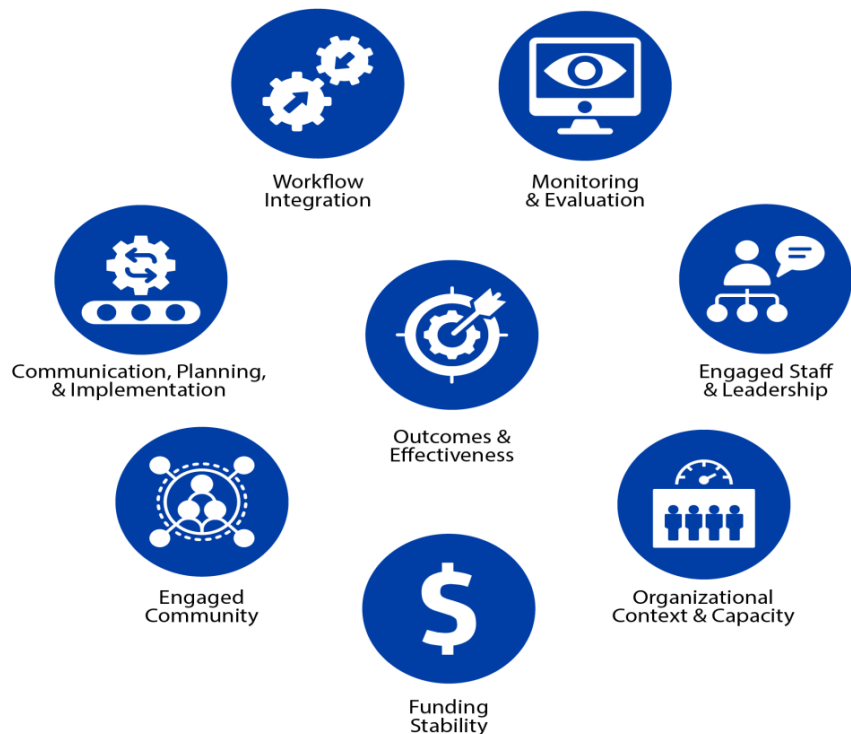 Workflow
Integration
Monitoring
& Evaluation
Communication, Planning,
& Implementation
Engaged Staff
& Leadership
Outcomes &
Effectiveness
Engaged
Community
Organizational
Context & Capacity
$
Funding
Stability